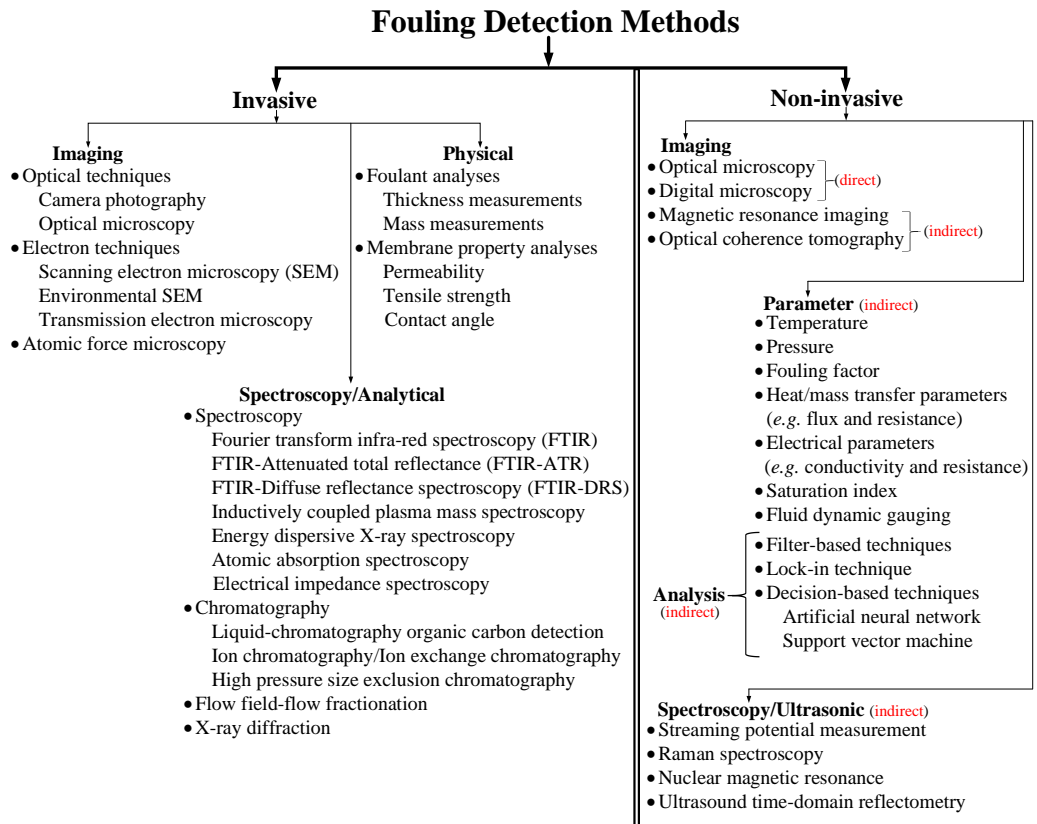 Fouling Detection Methods
Invasive
Imaging
• Optical techniques
Camera photography
Optical microscopy
• Electron techniques
Scanning electron microscopy (SEM)
Environmental SEM
Transmission electron microscopy
• Atomic force microscopy
Physical
• Foulant analyses
Thickness measurements
Mass measurements
• Membrane property analyses
Permeability
Tensile strength
Contact angle
Spectroscopy/Analytical
• Spectroscopy
Fourier transform infra-red spectroscopy (FTIR)
FTIR-Attenuated total reflectance (FTIR-ATR)
FTIR-Diffuse reflectance spectroscopy (FTIR-DRS)
Inductively coupled plasma mass spectroscopy
Energy dispersive X-ray spectroscopy
Atomic absorption spectroscopy
Electrical impedance spectroscopy
• Chromatography
Liquid-chromatography organic carbon detection
Ion chromatography/Ion exchange chromatography
High pressure size exclusion chromatography
• Flow field-flow fractionation
• X-ray diffraction
Non-invasive
Imaging
• Optical microscopy
• Digital microscopy
(direct)
• Magnetic resonance imaging
• Optical coherence tomography
(indirect)
Parameter (indirect)
• Temperature
• Pressure
• Fouling factor
• Heat/mass transfer parameters
(e.g. flux and resistance)
• Electrical parameters
(e.g. conductivity and resistance)
• Saturation index
• Fluid dynamic gauging
Analysis
(indirect)
• Filter-based techniques
• Lock-in technique
• Decision-based techniques
Artificial neural network
Support vector machine
Spectroscopy/Ultrasonic (indirect)
• Streaming potential measurement
• Raman spectroscopy
• Nuclear magnetic resonance
• Ultrasound time-domain reflectometry